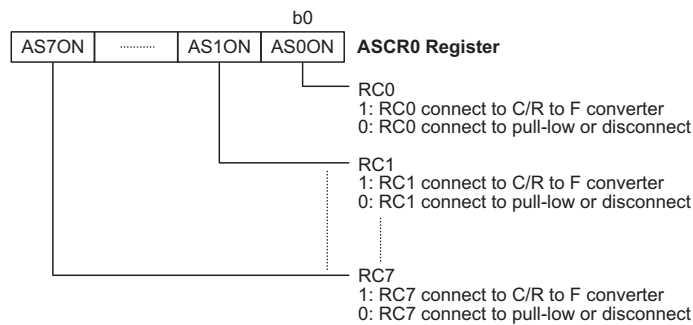 b0
AS7ON ........... AS1ON AS0ON ASCR0 Register
RC0
1: RC0 connect to C/R to F converter
0: RC0 connect to pull-low or disconnect
RC1
1: RC1 connect to C/R to F converter
0: RC1 connect to pull-low or disconnect
RC7
1: RC7 connect to C/R to F converter
0: RC7 connect to pull-low or disconnect